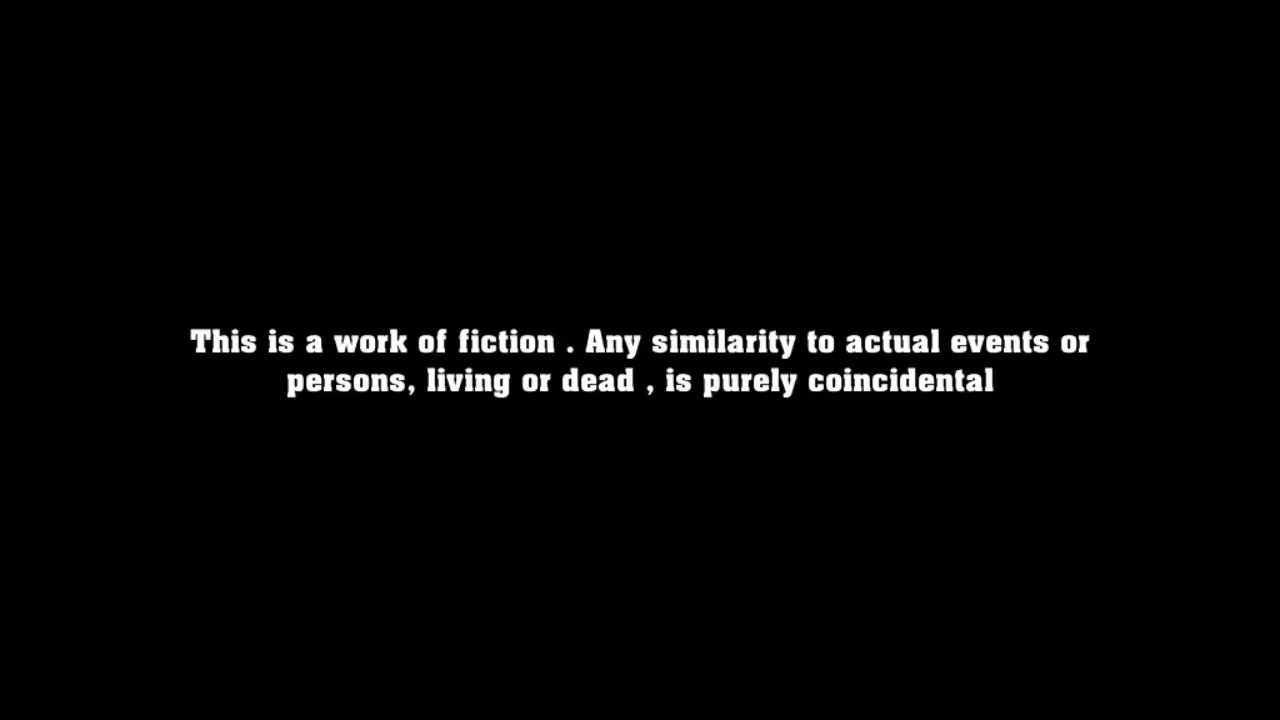 This is a work of fiction . Any similarity to actual events or
persons, living or dead , is purely coincidental